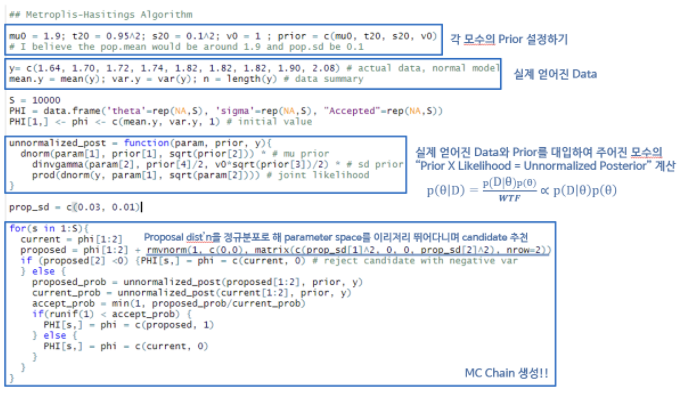 ## Metroplis-Hasitings Algorithm
mu0 = 1.9; t20 = 0.95^2; s20 = 0.1^2; v0 = 1 ; prior = c(mu0, t20, s20, v0)
# I believe the pop.mean would be around 1.9 and pop.sd be 0.1
각 모수의 Prior 설정하기
y= c(1.64, 1.70, 1.72, 1.74, 1.82, 1.82, 1.82, 1.90, 2.08) # actual data, normal model
mean.y = mean(y); var.y = var(y); n = length(y) # data summary
실제 얻어진 Data
S = 10000
PHI = data.frame('theta'=rep(NA,S), 'sigma'=rep(NA,S), "Accepted"=rep(NA,S))
PHI[1,] <- phi <- c(mean.y, var.y, 1) # initial value
unnormalized_post = function(param, prior, y){
dnorm(param[1], prior[1], sqrt(prior[2])) * # mu prior
dinvgamma(param[2], prior[4]/2, v0*sqrt(prior[3])/2) * # sd prior
prod(dnorm(y, param[1], sqrt(param[2]))) # joint likelihood
}
실제 얻어진 Data와 Prior를 대입하여 주어진 모수의
"Prior X Likelihood = Unnormalized Posterior" 계산
p(θ|D) = p(D|θ)p(θ) / WTF ∝ p(D|θ)p(θ)
prop_sd = c(0.03, 0.01)
for(s in 1:S){
current = phi[1:2]
Proposal dist'n을 정규분포로 해 parameter space를 이리저리 뛰어다니며 candidate 추천
proposed = phi[1:2] + rmvnorm(1, c(0,0), matrix(c(prop_sd[1]^2, 0, 0, prop_sd[2]^2), nrow=2))
if (proposed[2] <0) {PHI[s,] = phi = c(current, 0) # reject candidate with negative var
} else {
proposed_prob = unnormalized_post(proposed[1:2], prior, y)
current_prob = unnormalized_post(current[1:2], prior, y)
accept_prob = min(1, proposed_prob/current_prob)
if(runif(1) < accept_prob) {
PHI[s,] = phi = c(proposed, 1)
} else {
PHI[s,] = phi = c(current, 0)
}
}
}
MC Chain 생성!!